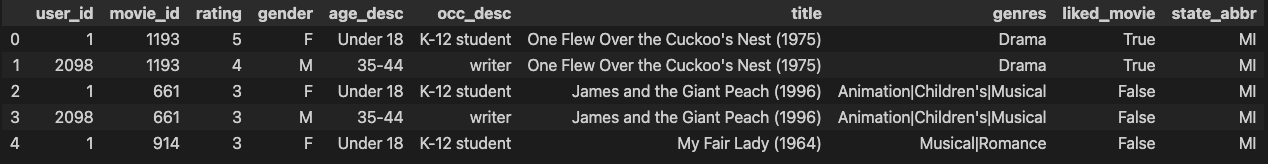 user_id movie_id rating gender age_desc occ_desc title genres liked_movie state_abbr
0 1 1193 5 F Under 18 K-12 student One Flew Over the Cuckoo's Nest (1975) Drama True MI
1 2098 1193 4 M 35-44 writer One Flew Over the Cuckoo's Nest (1975) Drama True MI
2 1 661 3 F Under 18 K-12 student James and the Giant Peach (1996) Animation|Children's|Musical False MI
3 2098 661 3 M 35-44 writer James and the Giant Peach (1996) Animation|Children's|Musical False MI
4 1 914 3 F Under 18 K-12 student My Fair Lady (1964) Musical|Romance False MI